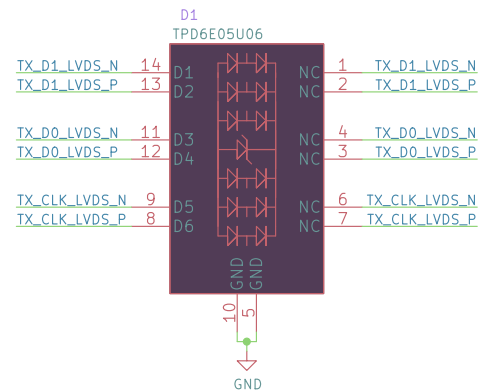 D1
TPD6E05U06
TX_D1_LVDS_N 14 D1 NC 1 TX_D1_LVDS_N
TX_D1_LVDS_P 13 D2 NC 2 TX_D1_LVDS_P
TX_D0_LVDS_N 11 D3 NC 4 TX_D0_LVDS_N
TX_D0_LVDS_P 12 D4 NC 3 TX_D0_LVDS_P
TX_CLK_LVDS_N 9 D5 NC 6 TX_CLK_LVDS_N
TX_CLK_LVDS_P 8 D6 NC 7 TX_CLK_LVDS_P
GND GND
10 5
GND